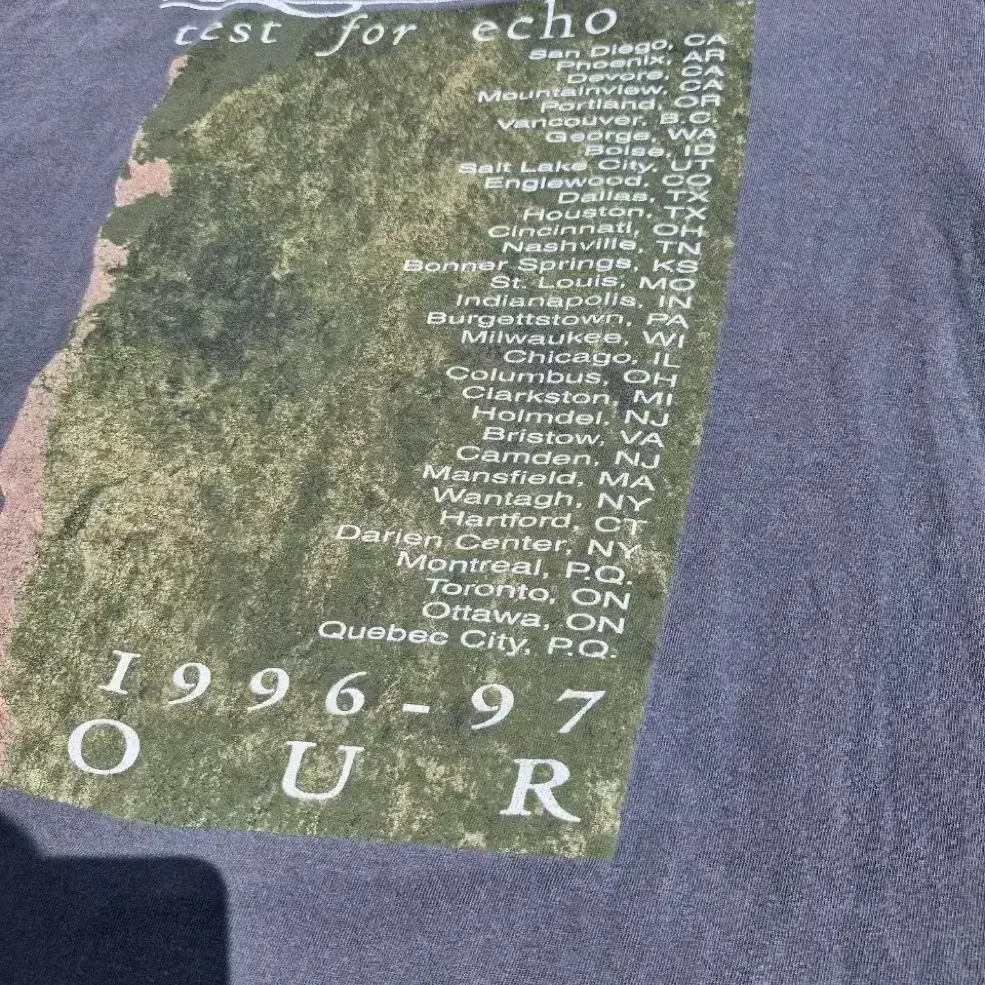 test for echo
San Diego, CA
Phoenix, AR
Devore, CA
Mountainview, CA
Portland, OR
Vancouver, B.C.
George, WA
Boise, ID
Salt Lake City, UT
Englewood, CO
Dallas, TX
Houston, TX
Cincinnati, OH
Nashville, TN
Bonner Springs, KS
St. Louis, MO
Indianapolis, IN
Burgettstown, PA
Milwaukee, WI
Chicago, IL
Columbus, OH
Clarkston, MI
Holmdel, NJ
Bristow, VA
Camden, NJ
Mansfield, MA
Wantagh, NY
Hartford, CT
Darien Center, NY
Montreal, P.Q.
Toronto, ON
Ottawa, ON
Quebec City, P.Q.
1996-97
OUR